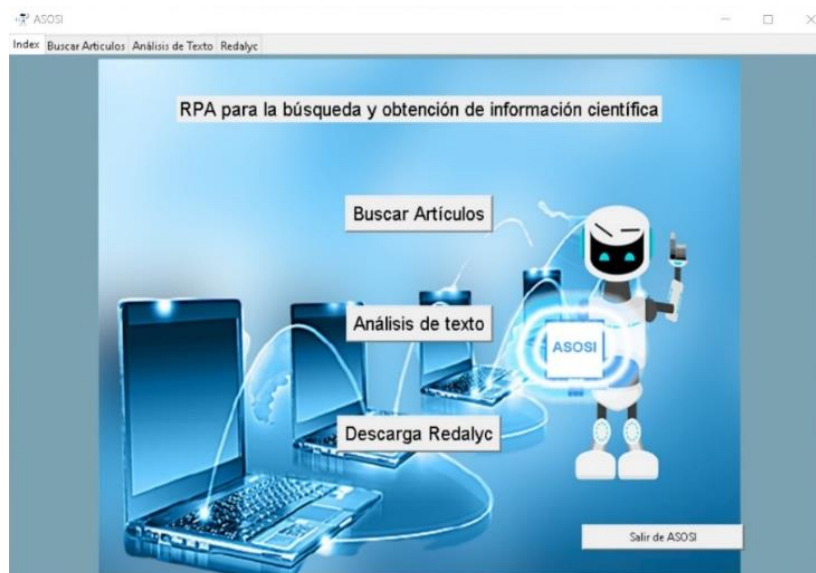 ASOSI
Index Buscar Articulos Análisis de Texto Redalyc
RPA para la búsqueda y obtención de información científica
Buscar Artículos
Análisis de texto
ASOSI
Descarga Redalyc
Salir de ASOSI